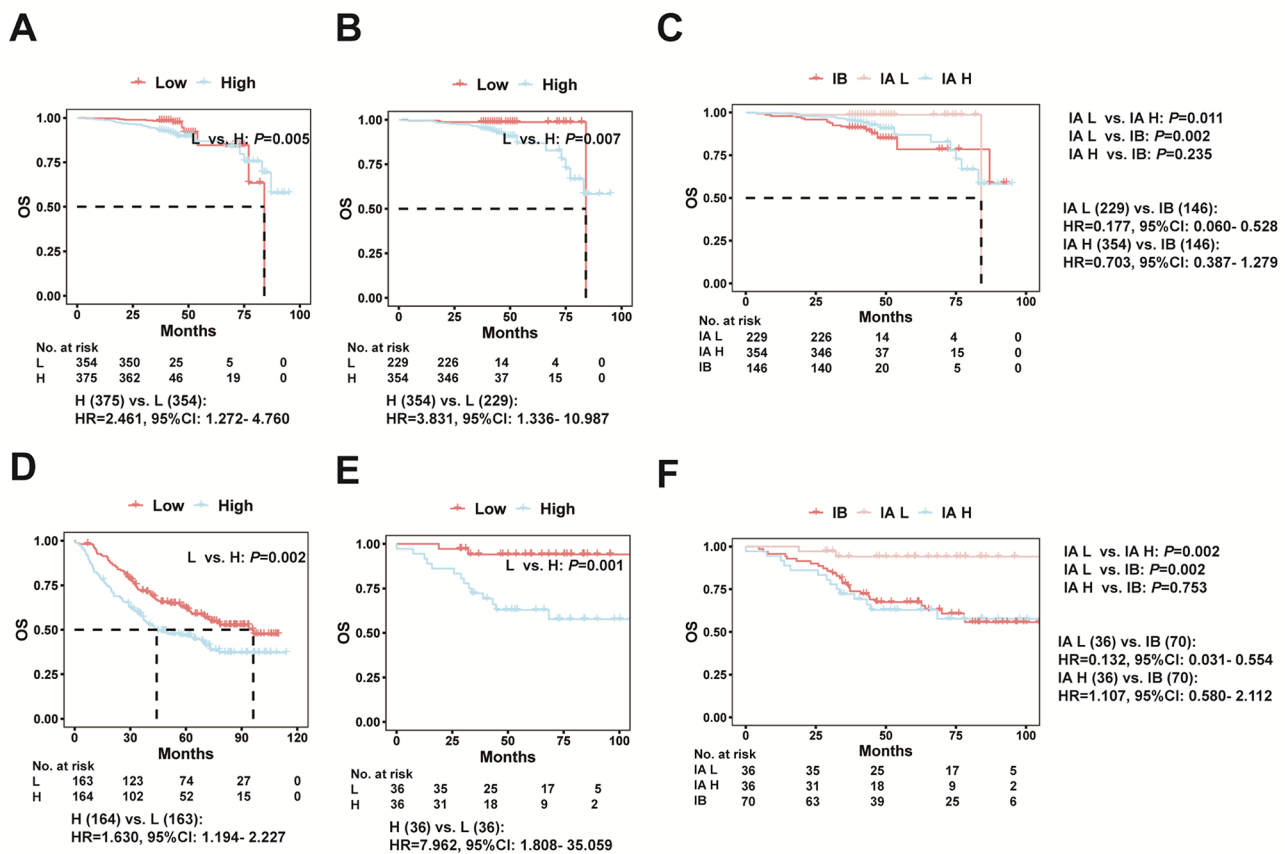 A
Low High
OS
1.00
0.75
0.50
0.25
0.00
L vs. H: P=0.005
0 25 50 75 100
Months
No. at risk
L 354 350 25 5 0
H 375 362 46 19 0
H (375) vs. L (354):
HR=2.461, 95%CI: 1.272- 4.760
B
Low High
OS
1.00
0.75
0.50
0.25
0.00
L vs. H: P=0.007
0 25 50 75 100
Months
No. at risk
L 229 226 14 4 0
H 354 346 37 15 0
H (354) vs. L (229):
HR=3.831, 95%CI: 1.336- 10.987
C
IB IA L IA H
OS
1.00
0.75
0.50
0.25
0.00
0 25 50 75 100
Months
No. at risk
IA L 229 226 14 4 0
IA H 354 346 37 15 0
IB 146 140 20 5 0
IA L vs. IA H: P=0.011
IA L vs. IB: P=0.002
IA H vs. IB: P=0.235
IA L (229) vs. IB (146):
HR=0.177, 95%CI: 0.060- 0.528
IA H (354) vs. IB (146):
HR=0.703, 95%CI: 0.387- 1.279
D
Low High
OS
1.00
0.75
0.50
0.25
0.00
L vs. H: P=0.002
0 30 60 90 120
Months
No. at risk
L 163 123 74 27 0
H 164 102 52 15 0
H (164) vs. L (163):
HR=1.630, 95%CI: 1.194- 2.227
E
Low High
OS
1.00
0.75
0.50
0.25
0.00
L vs. H: P=0.001
0 25 50 75 100
Months
No. at risk
L 36 35 25 17 5
H 36 31 18 9 2
H (36) vs. L (36):
HR=7.962, 95%CI: 1.808- 35.059
F
IB IA L IA H
OS
1.00
0.75
0.50
0.25
0.00
0 25 50 75 100
Months
No. at risk
IA L 36 35 25 17 5
IA H 36 31 18 9 2
IB 70 63 39 25 6
IA L vs. IA H: P=0.002
IA L vs. IB: P=0.002
IA H vs. IB: P=0.753
IA L (36) vs. IB (70):
HR=0.132, 95%CI: 0.031- 0.554
IA H (36) vs. IB (70):
HR=1.107, 95%CI: 0.580- 2.112